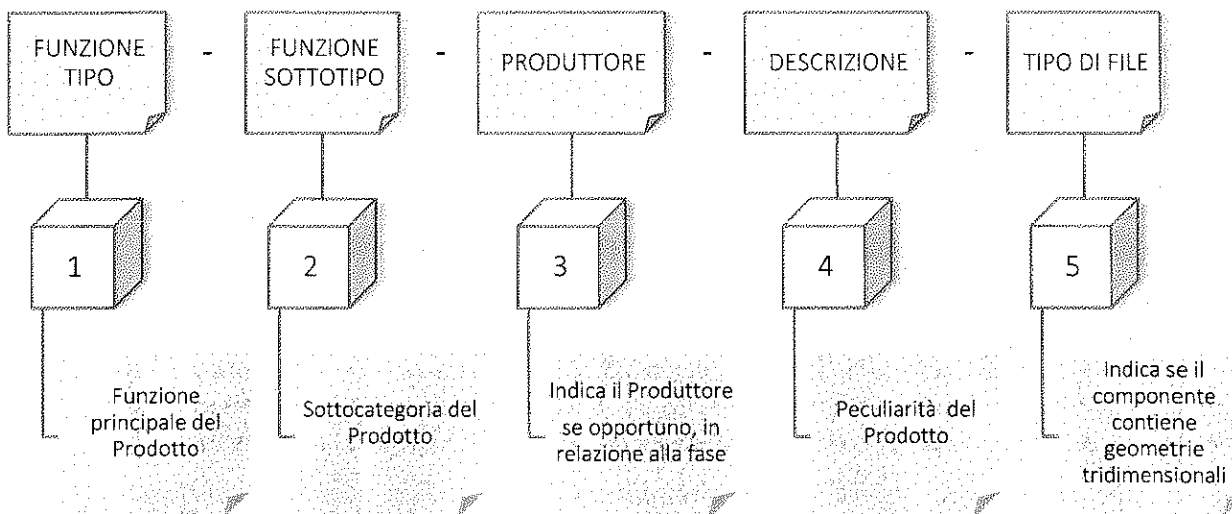 FUNZIONE
TIPO
-
FUNZIONE
SOTTOTIPO
-
PRODUTTORE
-
DESCRIZIONE
-
TIPO DI FILE
1
2
3
4
5
Funzione
principale del
Prodotto
Sottocategoria del
Prodotto
Indica il Produttore
se opportuno, in
relazione alla fase
Peculiarità del
Prodotto
Indica se il
componente
contiene
geometrie
tridimensionali